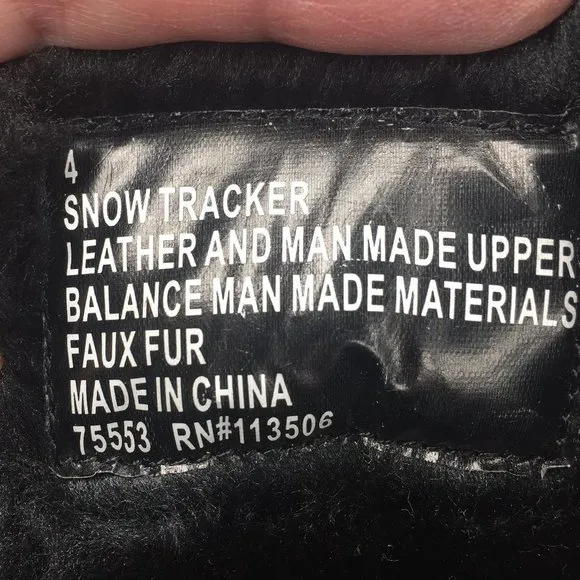 4
SNOW TRACKER
LEATHER AND MAN MADE UPPER
BALANCE MAN MADE MATERIALS
FAUX FUR
MADE IN CHINA
75553 RN#113506